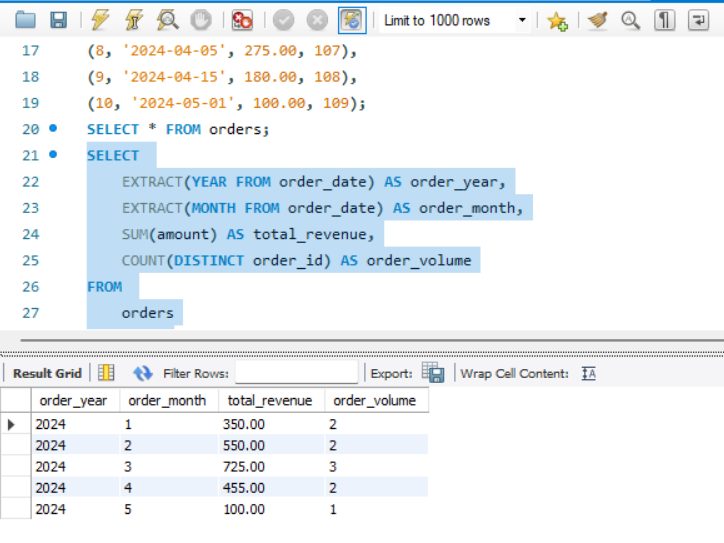 Limit to 1000 rows
17 (8, '2024-04-05', 275.00, 107),
18 (9, '2024-04-15', 180.00, 108),
19 (10, '2024-05-01', 100.00, 109);
20 SELECT * FROM orders;
21 SELECT
22 EXTRACT(YEAR FROM order_date) AS order_year,
23 EXTRACT(MONTH FROM order_date) AS order_month,
24 SUM(amount) AS total_revenue,
25 COUNT(DISTINCT order_id) AS order_volume
26 FROM
27 orders
Result Grid Filter Rows: Export: Wrap Cell Content:
order_year order_month total_revenue order_volume
2024 1 350.00 2
2024 2 550.00 2
2024 3 725.00 3
2024 4 455.00 2
2024 5 100.00 1